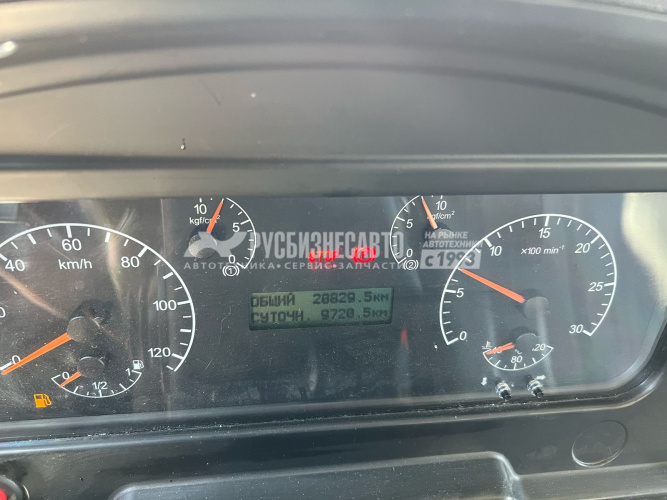 10
kgf/cm²
5
0
(1)
10
kgf/cm²
5
0
(2)
РУСБИЗНЕСАВТО
АВТОТЕХНИКА • СЕРВИС • ЗАПЧАСТИ
НА РЫНКЕ
АВТОТЕХНИКИ
с 1993
40 60 80 100 120
km/h
0
0 1/2 1
ОБЩИЙ 20829.5км
СУТОЧН. 9720.5км
0 5 10 15 20 25 30
×100 min⁻¹
40 80 120
°C
STOP